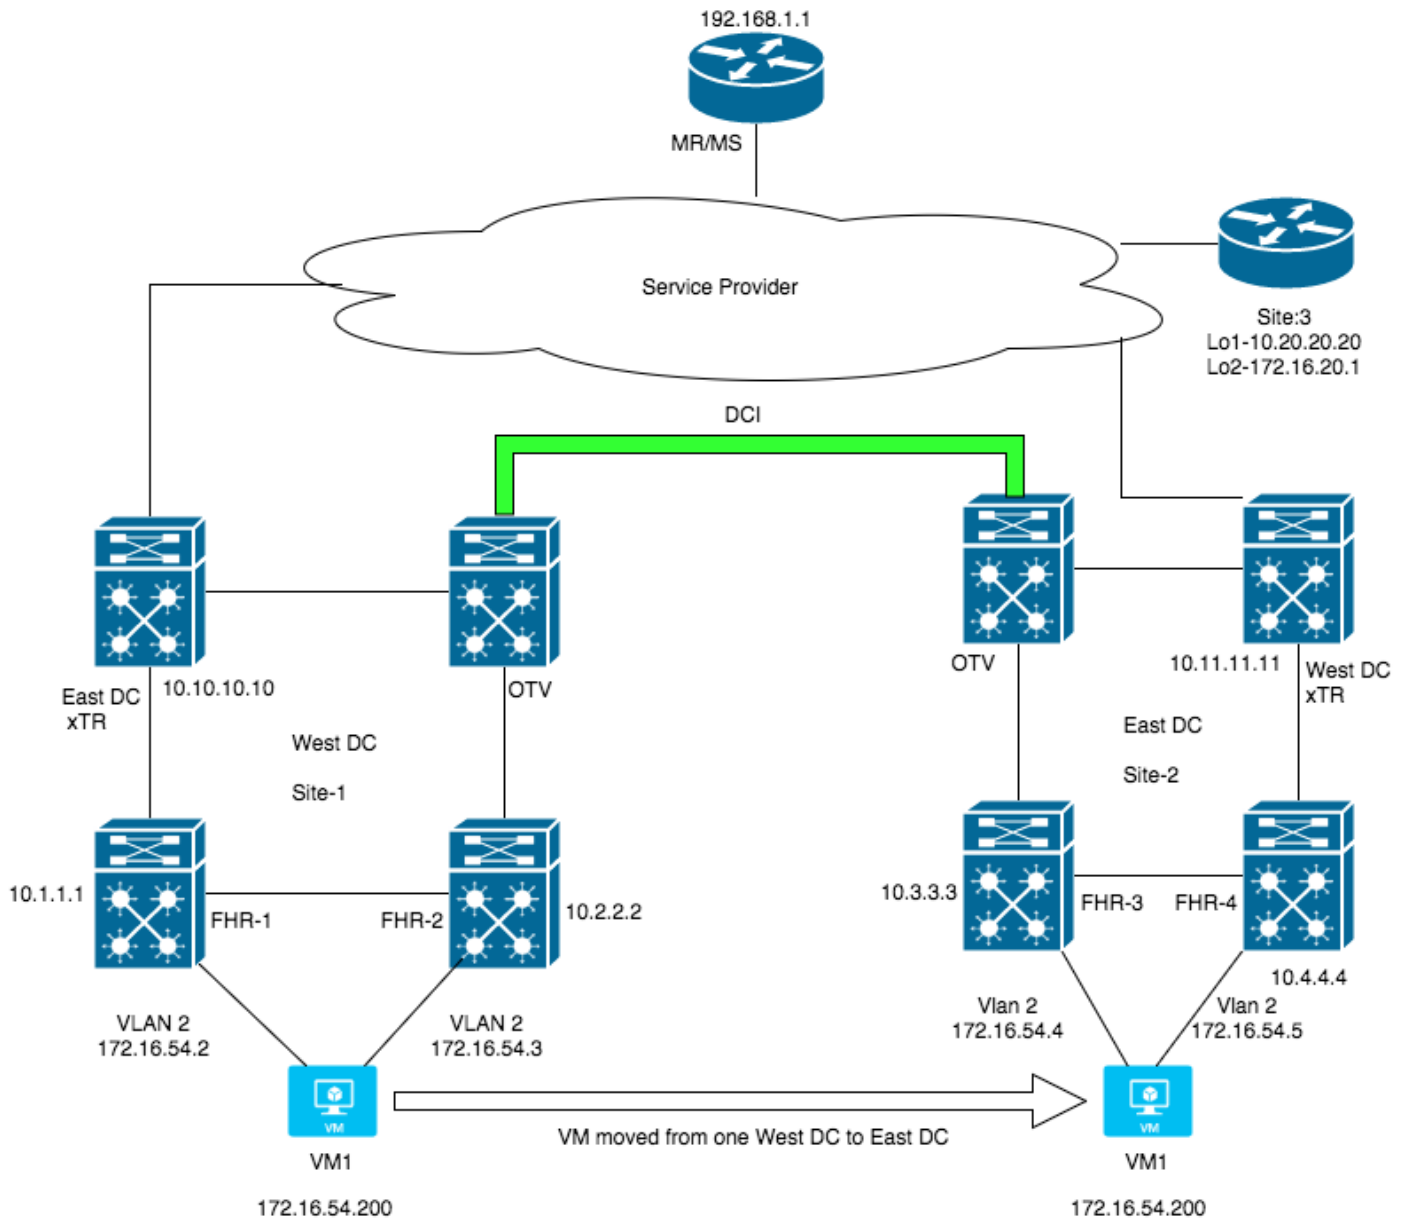 192.168.1.1
MR/MS
Service Provider
Site:3
Lo1-10.20.20.20
Lo2-172.16.20.1
DCI
East DC
xTR
10.10.10.10
OTV
West DC
Site-1
OTV
10.11.11.11
West DC
xTR
East DC
Site-2
10.1.1.1
FHR-1
FHR-2
10.2.2.2
10.3.3.3
FHR-3
FHR-4
10.4.4.4
VLAN 2
172.16.54.2
VLAN 2
172.16.54.3
Vlan 2
172.16.54.4
Vlan 2
172.16.54.5
VM
VM
VM moved from one West DC to East DC
VM1
172.16.54.200
VM1
172.16.54.200